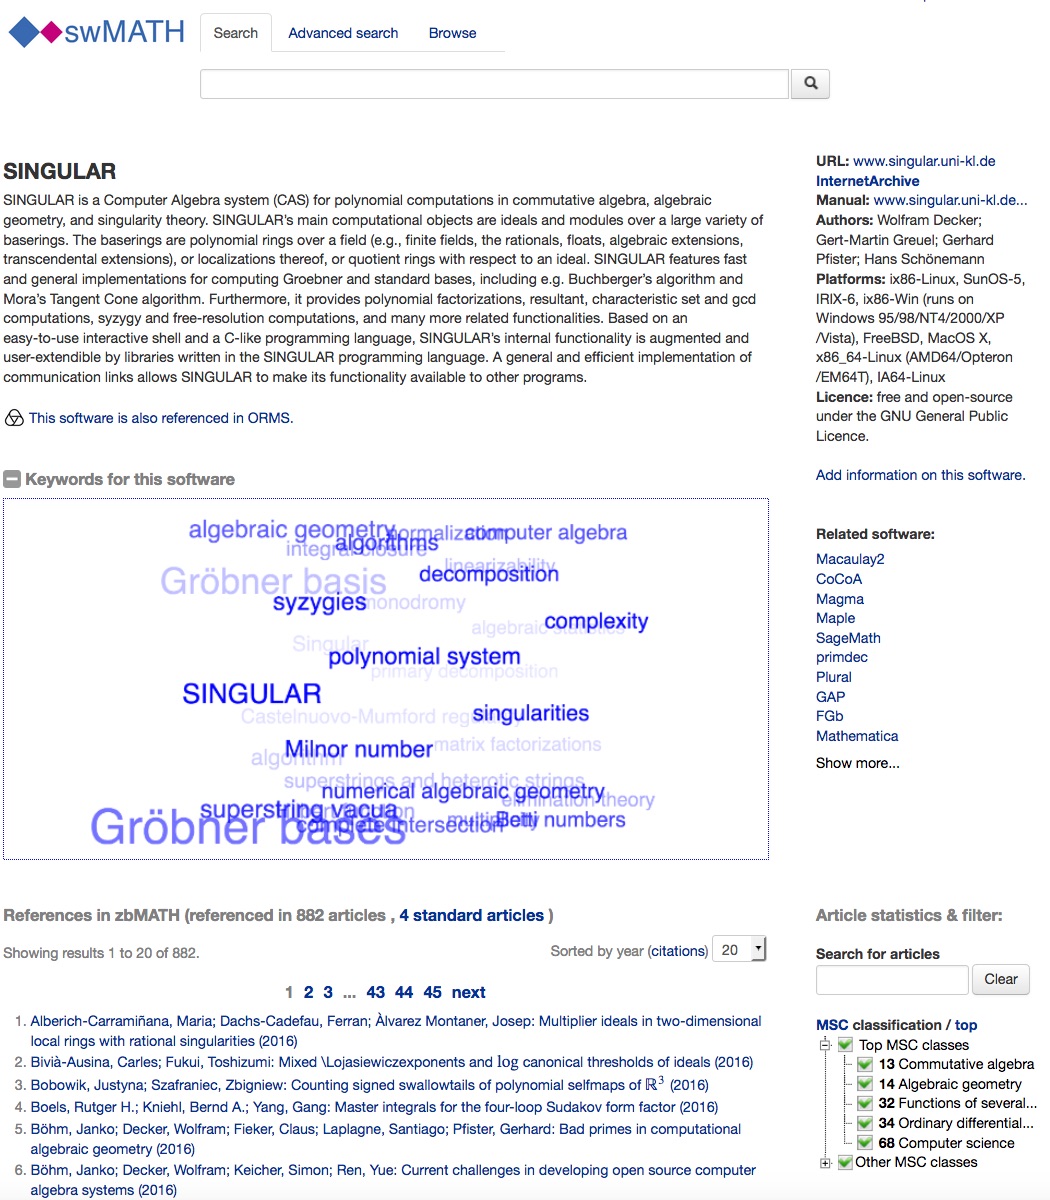 swMATH
Search
Advanced search
Browse
SINGULAR
SINGULAR is a Computer Algebra system (CAS) for polynomial computations in commutative algebra, algebraic
geometry, and singularity theory. SINGULAR's main computational objects are ideals and modules over a large variety of
baserings. The baserings are polynomial rings over a field (e.g., finite fields, the rationals, floats, algebraic extensions,
transcendental extensions), or localizations thereof, or quotient rings with respect to an ideal. SINGULAR features fast
and general implementations for computing Groebner and standard bases, including e.g. Buchberger's algorithm and
Mora's Tangent Cone algorithm. Furthermore, it provides polynomial factorizations, resultant, characteristic set and gcd
computations, syzygy and free-resolution computations, and many more related functionalities. Based on an
easy-to-use interactive shell and a C-like programming language, SINGULAR's internal functionality is augmented and
user-extendible by libraries written in the SINGULAR programming language. A general and efficient implementation of
communication links allows SINGULAR to make its functionality available to other programs.
This software is also referenced in ORMS.
Keywords for this software
algebraic geometry
normalization
computer algebra
algorithms
integral closure
linearizability
decomposition
Gröbner basis
syzygies
monodromy
complexity
algebraic statistics
Singular
polynomial system
primary decomposition
SINGULAR
singularities
Castelnuovo-Mumford regularity
Milnor number
matrix factorizations
algorithm
superstrings and heterotic strings
numerical algebraic geometry
elimination theory
superstring vacua
Gröbner bases
complete intersection
multiplicity
Betti numbers
References in zbMATH (referenced in 882 articles , 4 standard articles )
Showing results 1 to 20 of 882.
Sorted by year (citations) 20
1 2 3 ... 43 44 45 next
1. Alberich-Carramiñana, Maria; Dachs-Cadefau, Ferran; Àlvarez Montaner, Josep: Multiplier ideals in two-dimensional
local rings with rational singularities (2016)
2. Bivià-Ausina, Carles; Fukui, Toshizumi: Mixed \Lojasiewiczexponents and log canonical thresholds of ideals (2016)
3. Bobowik, Justyna; Szafraniec, Zbigniew: Counting signed swallowtails of polynomial selfmaps of ℝ³ (2016)
4. Boels, Rutger H.; Kniehl, Bernd A.; Yang, Gang: Master integrals for the four-loop Sudakov form factor (2016)
5. Böhm, Janko; Decker, Wolfram; Fieker, Claus; Laplagne, Santiago; Pfister, Gerhard: Bad primes in computational
algebraic geometry (2016)
6. Böhm, Janko; Decker, Wolfram; Keicher, Simon; Ren, Yue: Current challenges in developing open source computer
algebra systems (2016)
URL: www.singular.uni-kl.de
InternetArchive
Manual: www.singular.uni-kl.de...
Authors: Wolfram Decker;
Gert-Martin Greuel; Gerhard
Pfister; Hans Schönemann
Platforms: ix86-Linux, SunOS-5,
IRIX-6, ix86-Win (runs on
Windows 95/98/NT4/2000/XP
/Vista), FreeBSD, MacOS X,
x86_64-Linux (AMD64/Opteron
/EM64T), IA64-Linux
Licence: free and open-source
under the GNU General Public
Licence.
Add information on this software.
Related software:
Macaulay2
CoCoA
Magma
Maple
SageMath
primdec
Plural
GAP
FGb
Mathematica
Show more...
Article statistics & filter:
Search for articles
Clear
MSC classification / top
Top MSC classes
13 Commutative algebra
14 Algebraic geometry
32 Functions of several...
34 Ordinary differential...
68 Computer science
Other MSC classes